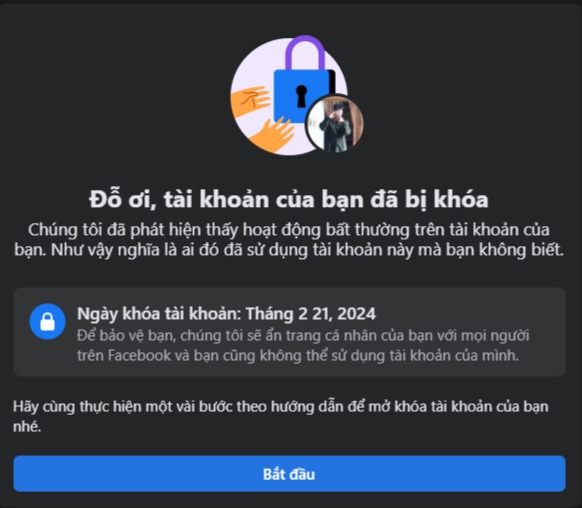 Đỗ ơi, tài khoản của bạn đã bị khóa
Chúng tôi đã phát hiện thấy hoạt động bất thường trên tài khoản của
bạn. Như vậy nghĩa là ai đó đã sử dụng tài khoản này mà bạn không biết.
Ngày khóa tài khoản: Tháng 2 21, 2024
Để bảo vệ bạn, chúng tôi sẽ ẩn trang cá nhân của bạn với mọi người
trên Facebook và bạn cũng không thể sử dụng tài khoản của mình.
Hãy cùng thực hiện một vài bước theo hướng dẫn để mở khóa tài khoản của bạn
nhé.
Bắt đầu